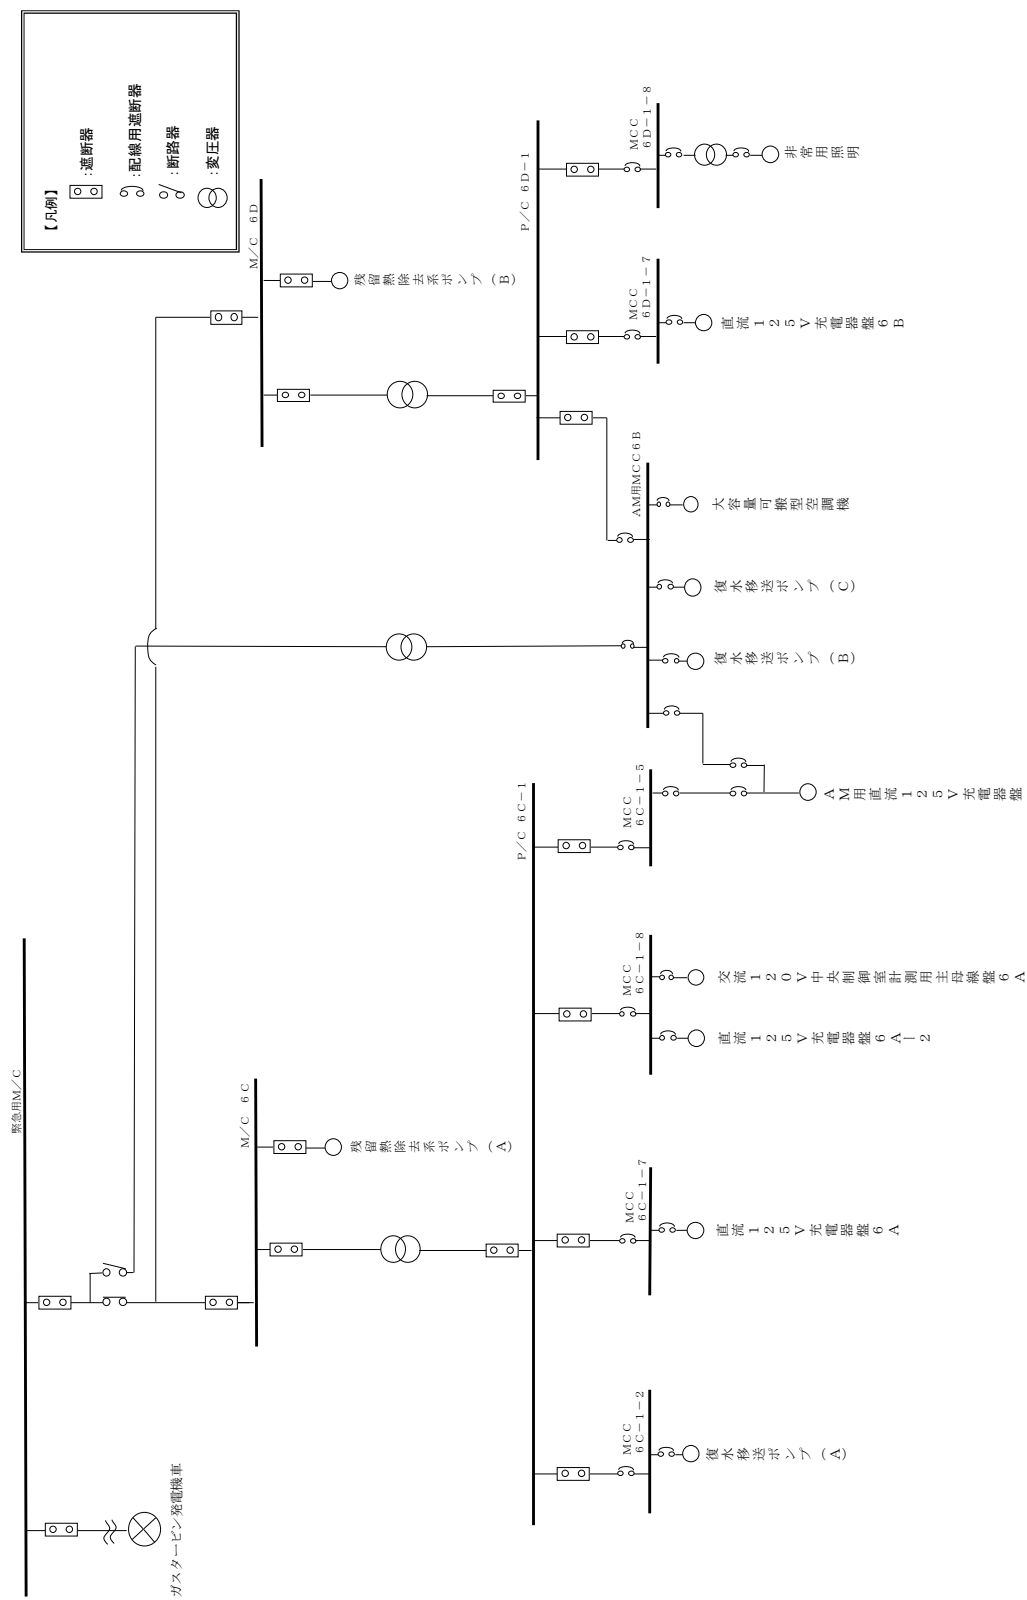 緊急用M／C
ガスタービン発電機車
M／C　6C
残留熱除去系ポンプ（A）
P／C 6C－1
MCC
6C－1－2
復水移送ポンプ（A）
MCC
6C－1－7
直流125V充電器盤6A
MCC
6C－1－8
直流125V充電器盤6A－2
交流120V中央制御室計測用主母線盤6A
MCC
6C－1－5
AM用直流125V充電器盤
AM用MCC6B
復水移送ポンプ（B）
復水移送ポンプ（C）
大容量可搬型空調機
M／C　6D
残留熱除去系ポンプ（B）
P／C 6D－1
MCC
6D－1－7
直流125V充電器盤6B
MCC
6D－1－8
非常用照明
【凡例】
:遮断器
:配線用遮断器
:断路器
:変圧器